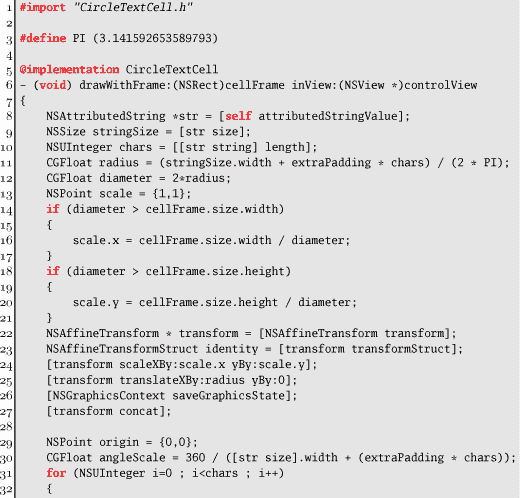 1 #import "CircleTextCell.h"
2
3 #define PI (3.141592653589793)
4
5 @implementation CircleTextCell
6 - (void) drawWithFrame:(NSRect)cellFrame inView:(NSView *)controlView
7 {
8     NSAttributedString *str = [self attributedStringValue];
9     NSSize stringSize = [str size];
10     NSUInteger chars = [[str string] length];
11     CGFloat radius = (stringSize.width + extraPadding * chars) / (2 * PI);
12     CGFloat diameter = 2*radius;
13     NSPoint scale = {1,1};
14     if (diameter > cellFrame.size.width)
15     {
16         scale.x = cellFrame.size.width / diameter;
17     }
18     if (diameter > cellFrame.size.height)
19     {
20         scale.y = cellFrame.size.height / diameter;
21     }
22     NSAffineTransform * transform = [NSAffineTransform transform];
23     NSAffineTransformStruct identity = [transform transformStruct];
24     [transform scaleXBy:scale.x yBy:scale.y];
25     [transform translateXBy:radius yBy:0];
26     [NSGraphicsContext saveGraphicsState];
27     [transform concat];
28
29     NSPoint origin = {0,0};
30     CGFloat angleScale = 360 / ([str size].width + (extraPadding * chars));
31     for (NSUInteger i=0 ; i<chars ; i++)
32     {